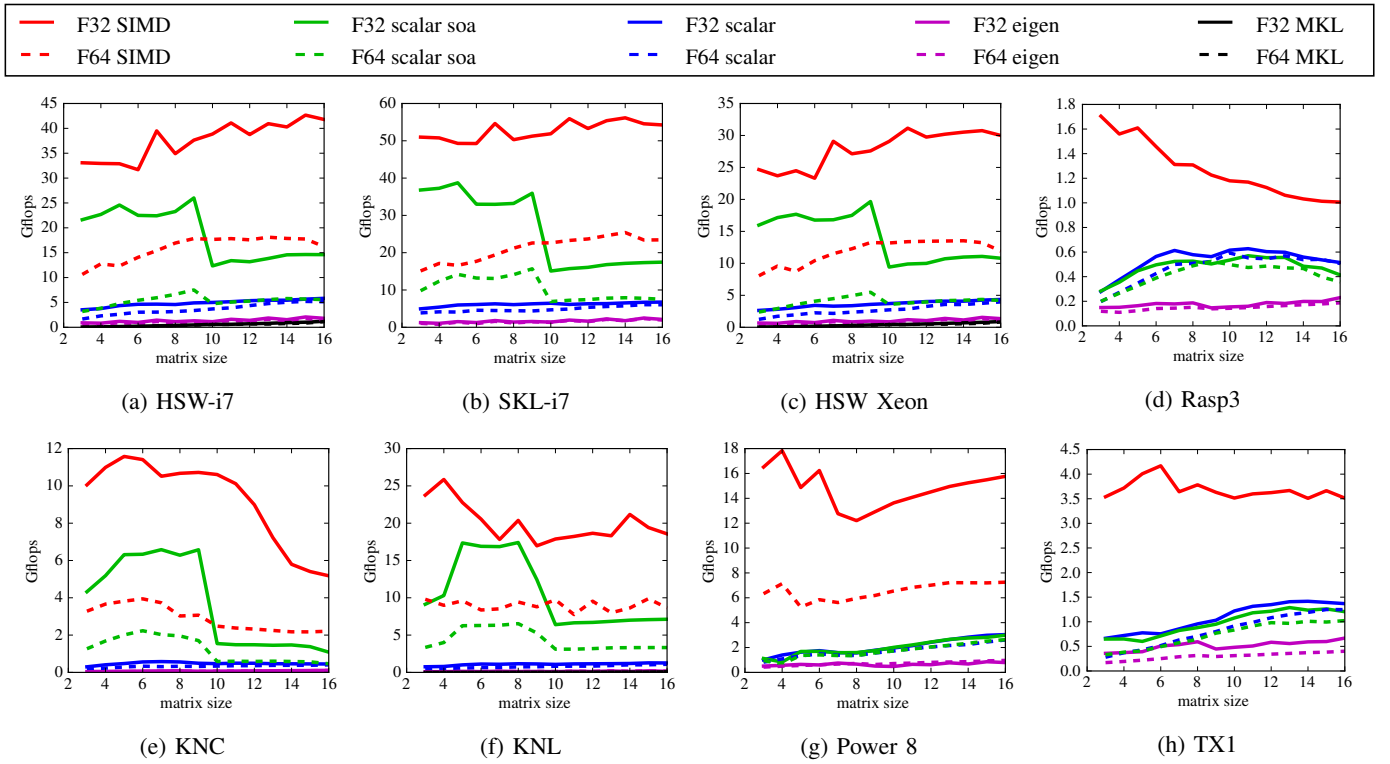 F32 SIMD F32 scalar soa F32 scalar F32 eigen F32 MKL
F64 SIMD F64 scalar soa F64 scalar F64 eigen F64 MKL
Gflops
45
40
35
30
25
20
15
10
5
0
2 4 6 8 10 12 14 16
matrix size
(a) HSW-i7
Gflops
60
50
40
30
20
10
0
2 4 6 8 10 12 14 16
matrix size
(b) SKL-i7
Gflops
35
30
25
20
15
10
5
0
2 4 6 8 10 12 14 16
matrix size
(c) HSW Xeon
Gflops
1.8
1.6
1.4
1.2
1.0
0.8
0.6
0.4
0.2
0.0
2 4 6 8 10 12 14 16
matrix size
(d) Rasp3
Gflops
12
10
8
6
4
2
0
2 4 6 8 10 12 14 16
matrix size
(e) KNC
Gflops
30
25
20
15
10
5
0
2 4 6 8 10 12 14 16
matrix size
(f) KNL
Gflops
18
16
14
12
10
8
6
4
2
0
2 4 6 8 10 12 14 16
matrix size
(g) Power 8
Gflops
4.5
4.0
3.5
3.0
2.5
2.0
1.5
1.0
0.5
0.0
2 4 6 8 10 12 14 16
matrix size
(h) TX1